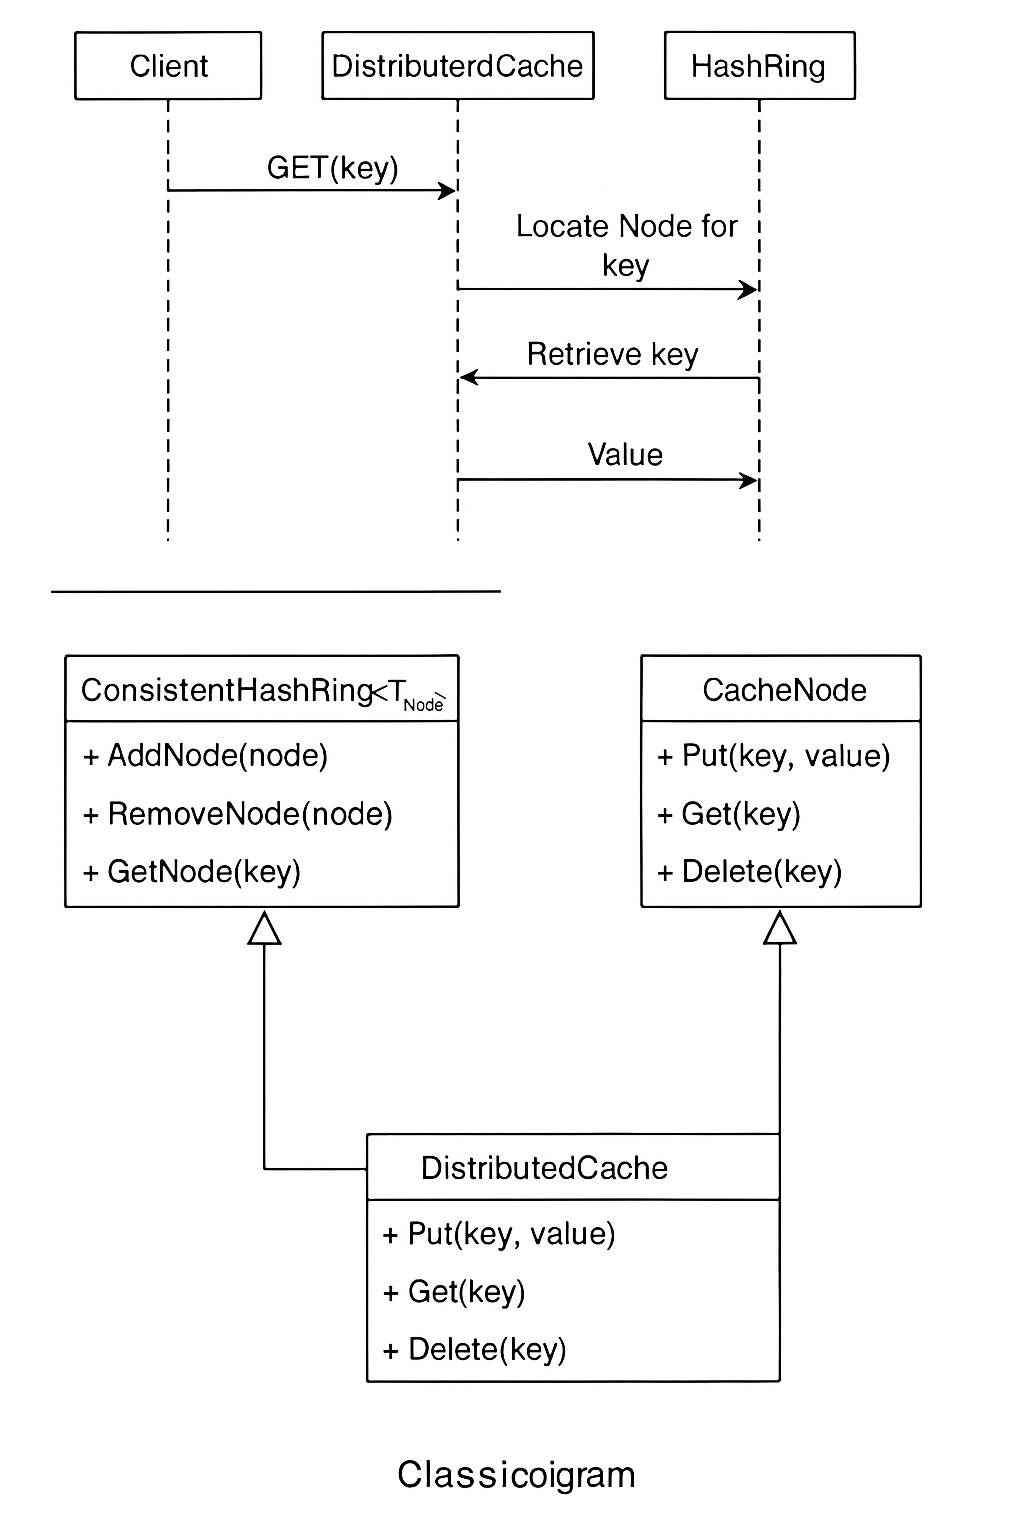 Client
DistributerdCache
HashRing
GET(key)
Locate Node for
key
Retrieve key
Value
ConsistentHashRing<T Node>
+ AddNode(node)
+ RemoveNode(node)
+ GetNode(key)
CacheNode
+ Put(key, value)
+ Get(key)
+ Delete(key)
DistributedCache
+ Put(key, value)
+ Get(key)
+ Delete(key)
Classicoigram